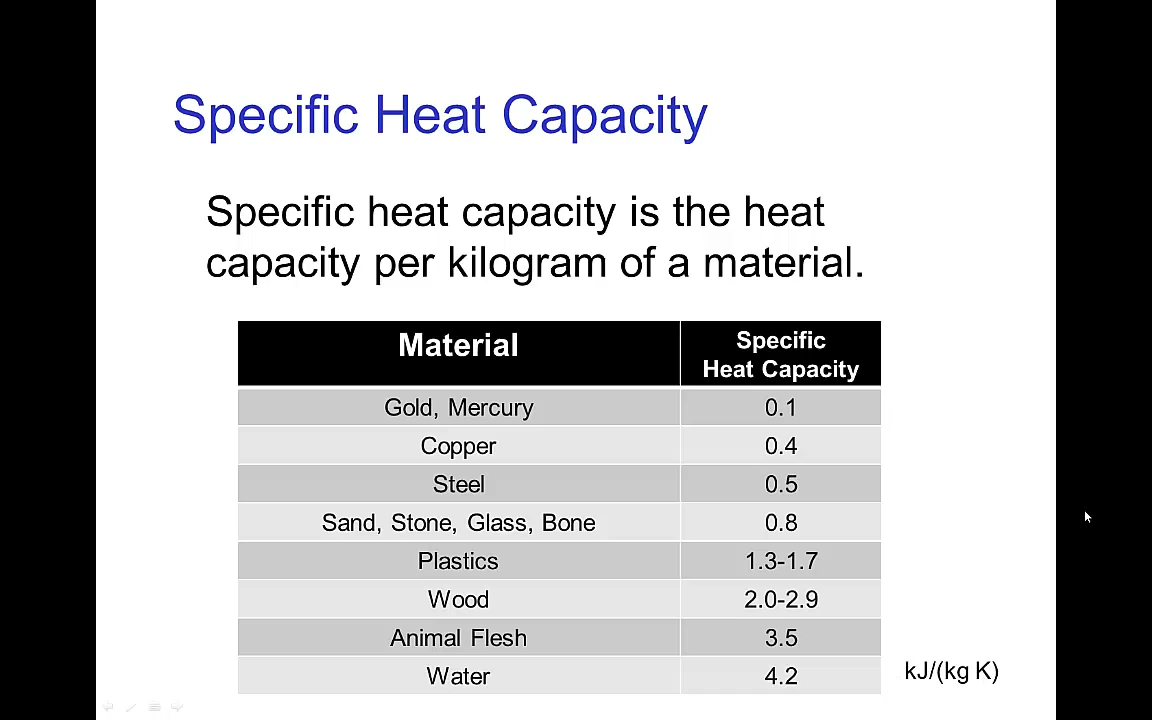 Specific Heat Capacity
Specific heat capacity is the heat
capacity per kilogram of a material.
Material
Specific
Heat Capacity
Gold, Mercury 0.1
Copper 0.4
Steel 0.5
Sand, Stone, Glass, Bone 0.8
Plastics 1.3-1.7
Wood 2.0-2.9
Animal Flesh 3.5
Water 4.2
kJ/(kg K)